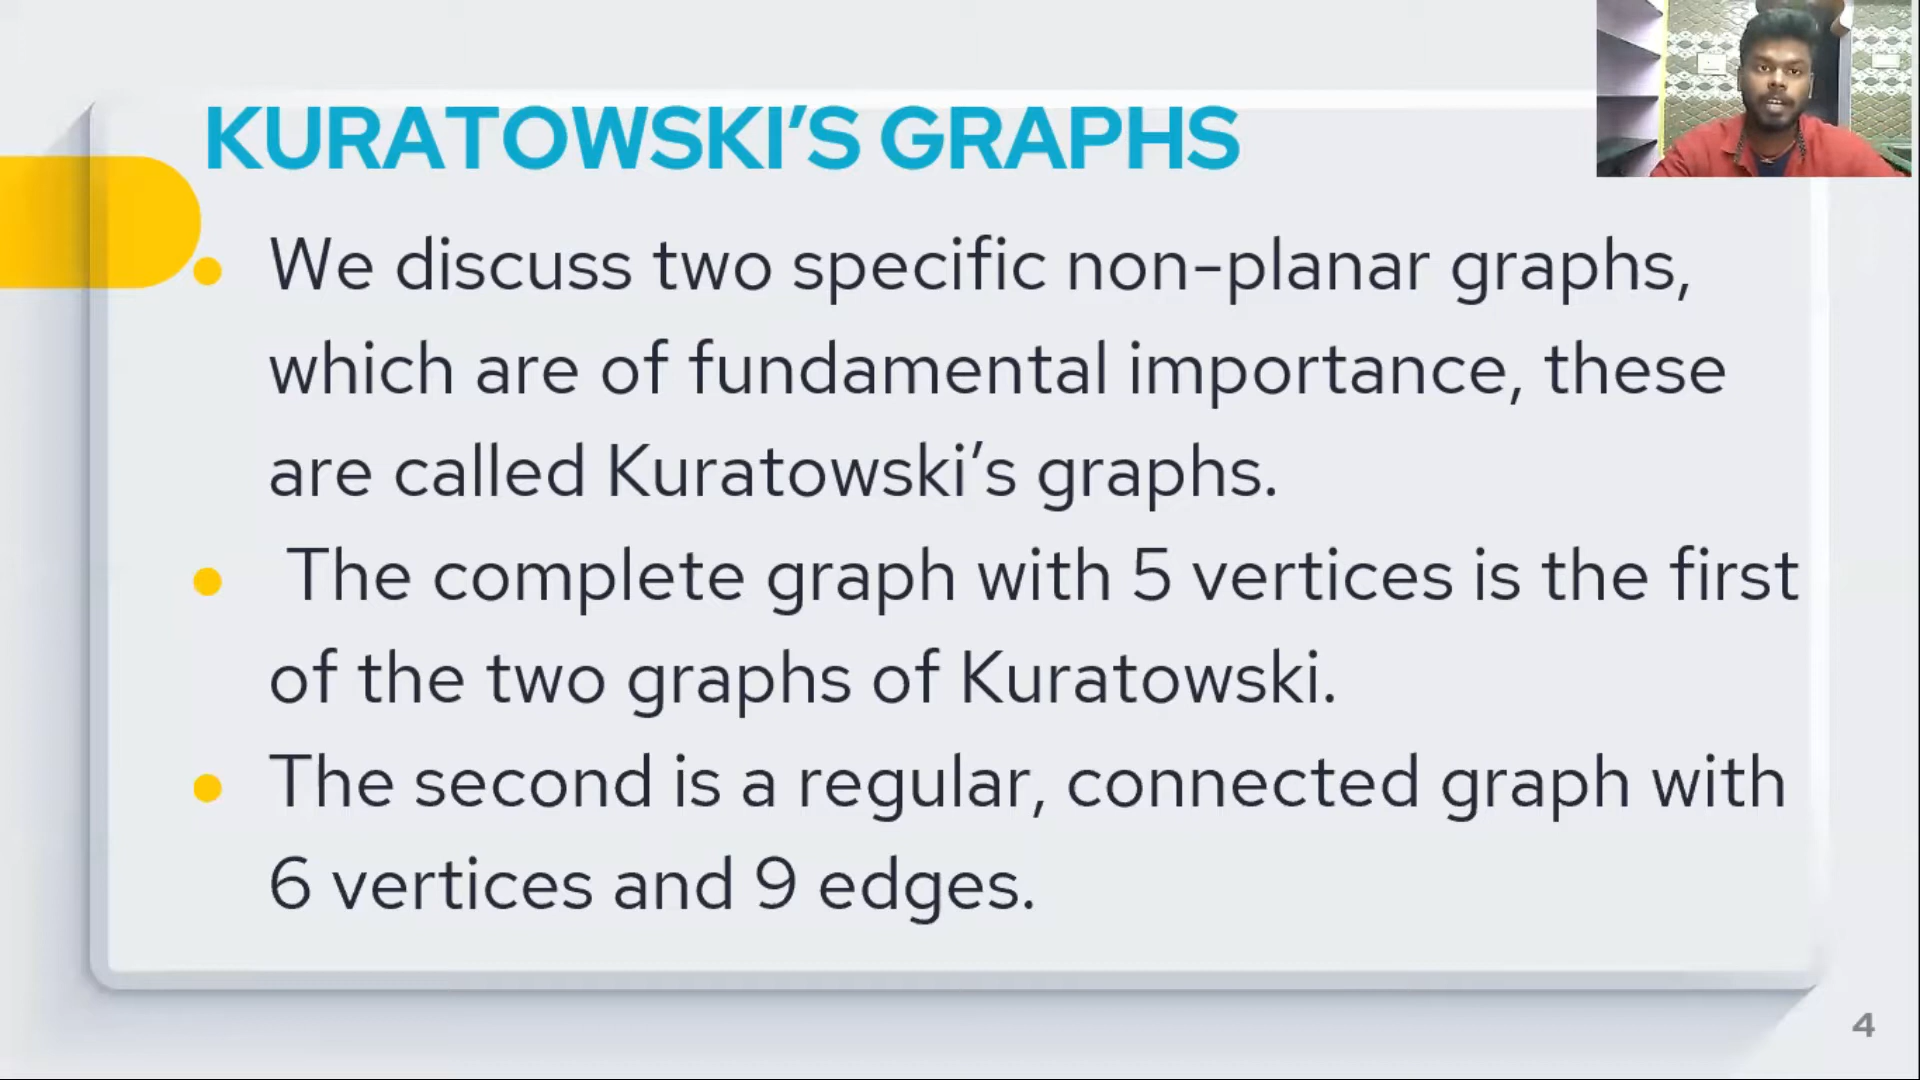 KURATOWSKI’S GRAPHS
We discuss two specific non-planar graphs,
which are of fundamental importance, these
are called Kuratowski’s graphs.
The complete graph with 5 vertices is the first
of the two graphs of Kuratowski.
The second is a regular, connected graph with
6 vertices and 9 edges.
4